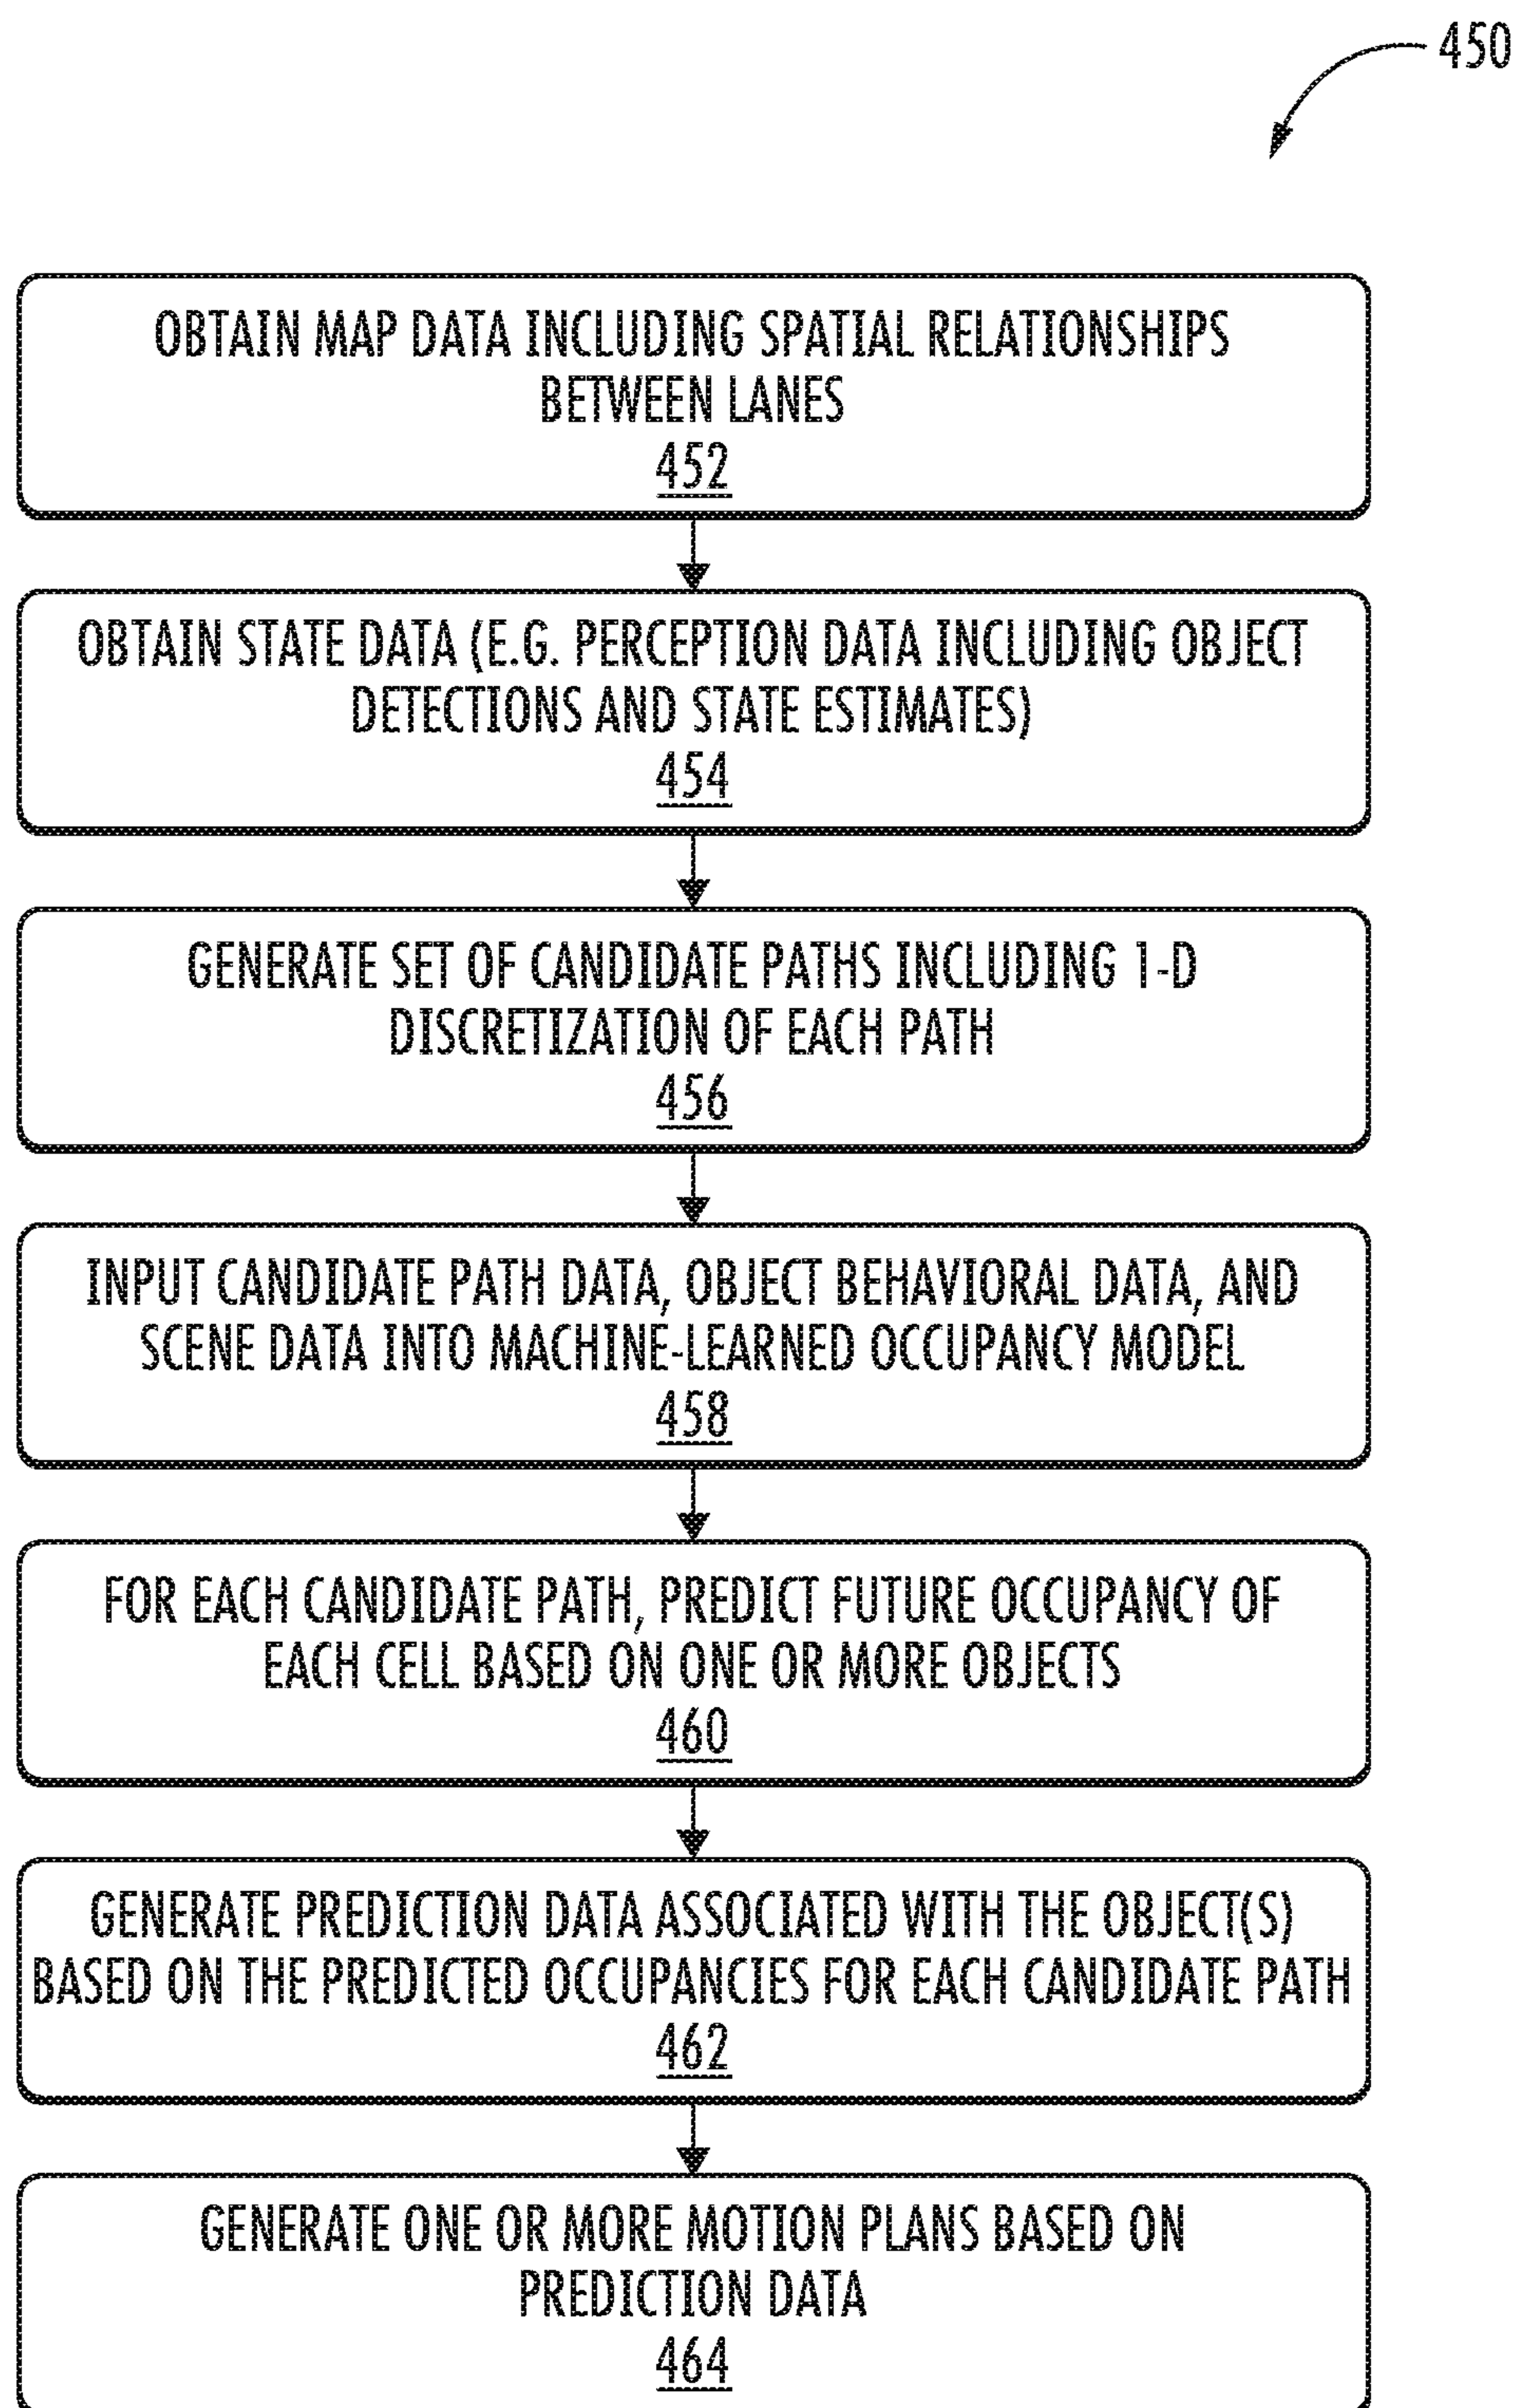 450
OBTAIN MAP DATA INCLUDING SPATIAL RELATIONSHIPS
BETWEEN LANES
452
OBTAIN STATE DATA (E.G. PERCEPTION DATA INCLUDING OBJECT
DETECTIONS AND STATE ESTIMATES)
454
GENERATE SET OF CANDIDATE PATHS INCLUDING 1-D
DISCRETIZATION OF EACH PATH
456
INPUT CANDIDATE PATH DATA, OBJECT BEHAVIORAL DATA, AND
SCENE DATA INTO MACHINE-LEARNED OCCUPANCY MODEL
458
FOR EACH CANDIDATE PATH, PREDICT FUTURE OCCUPANCY OF
EACH CELL BASED ON ONE OR MORE OBJECTS
460
GENERATE PREDICTION DATA ASSOCIATED WITH THE OBJECT(S)
BASED ON THE PREDICTED OCCUPANCIES FOR EACH CANDIDATE PATH
462
GENERATE ONE OR MORE MOTION PLANS BASED ON
PREDICTION DATA
464